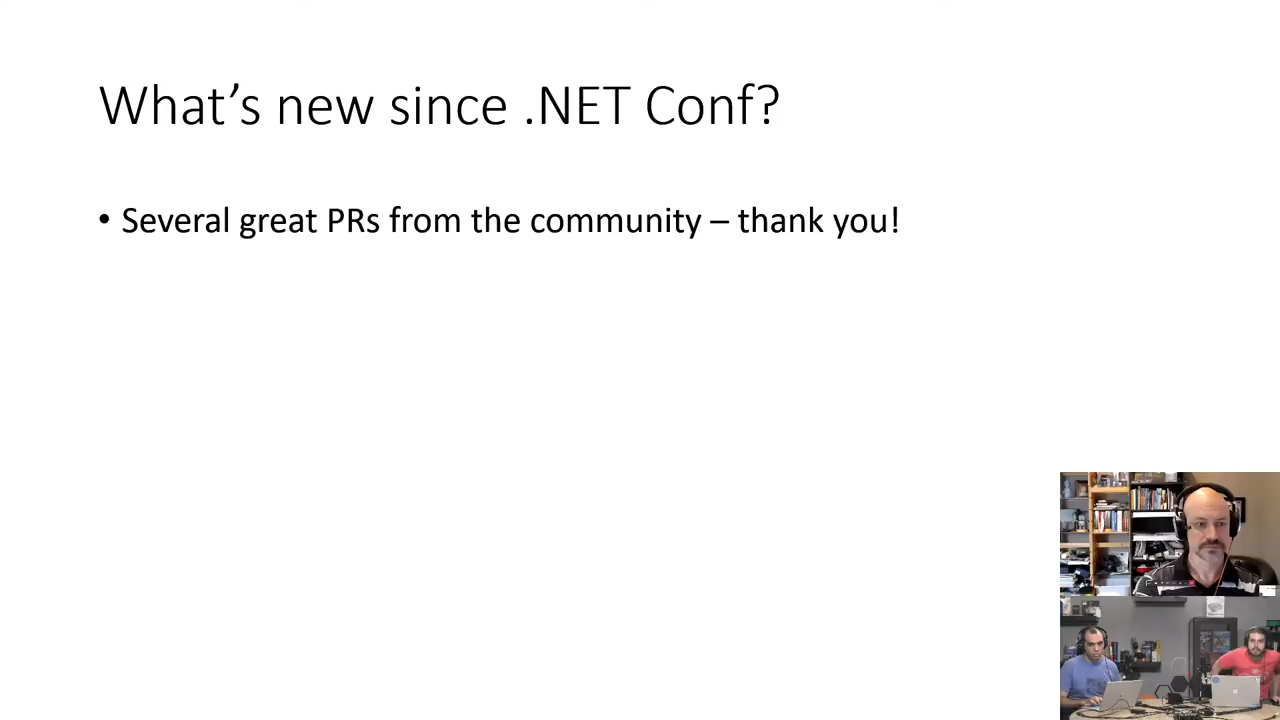 What’s new since .NET Conf?
• Several great PRs from the community – thank you!